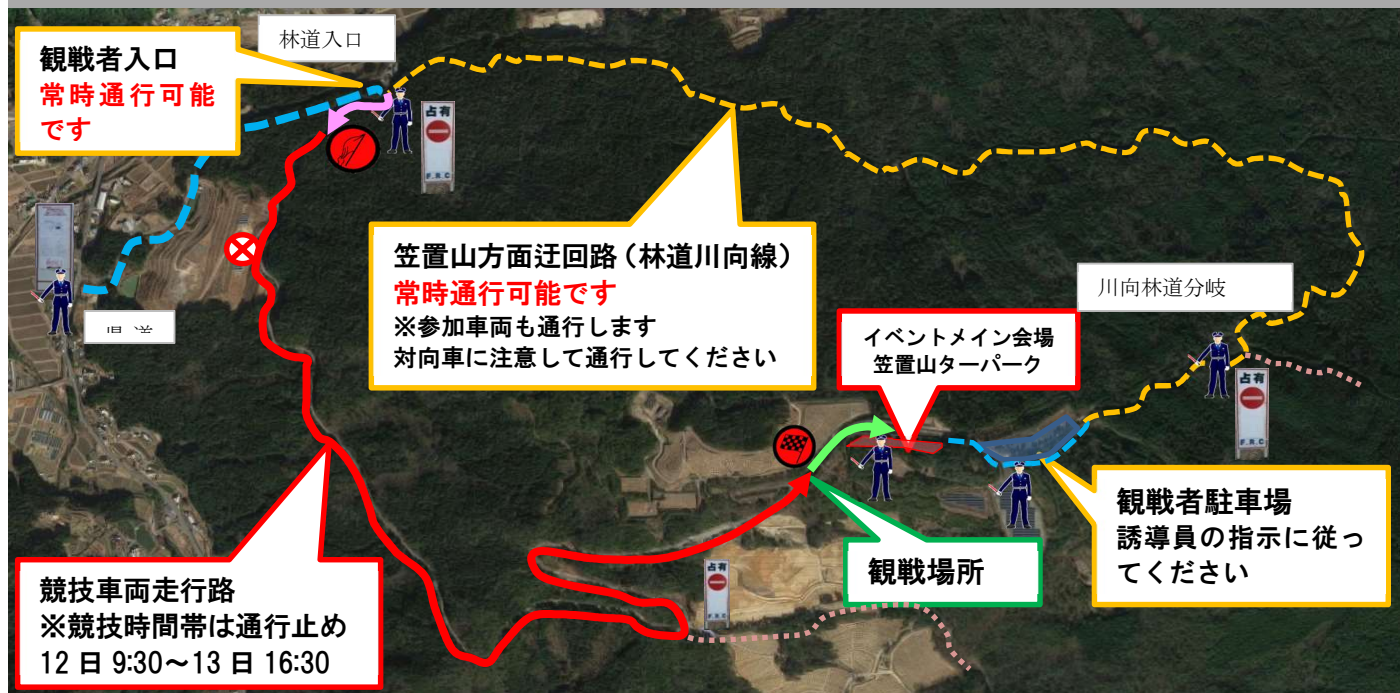 林道入口
観戦者入口
常時通行可能
です
占有
F.R.C
笠置山方面迂回路（林道川向線）
常時通行可能です
※参加車両も通行します
対向車に注意して通行してください
川向林道分岐
イベントメイン会場
笠置山ターパーク
占有
F.R.C
観戦者駐車場
誘導員の指示に従っ
てください
観戦場所
占有
F.R.C
競技車両走行路
※競技時間帯は通行止め
12日 9:30～13日 16:30